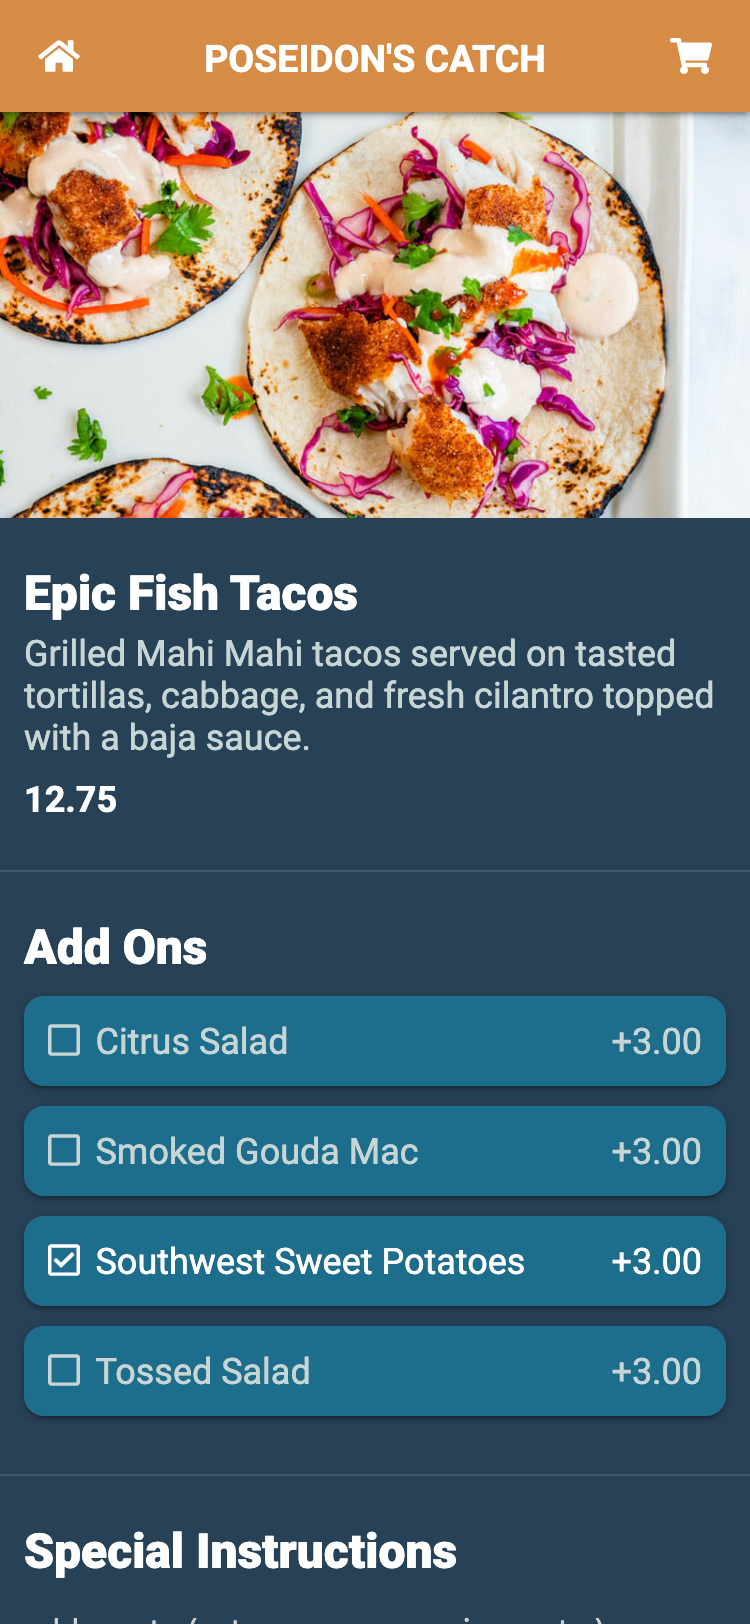 POSEIDON'S CATCH
Epic Fish Tacos
Grilled Mahi Mahi tacos served on tasted
tortillas, cabbage, and fresh cilantro topped
with a baja sauce.
12.75
Add Ons
Citrus Salad +3.00
Smoked Gouda Mac +3.00
Southwest Sweet Potatoes +3.00
Tossed Salad +3.00
Special Instructions